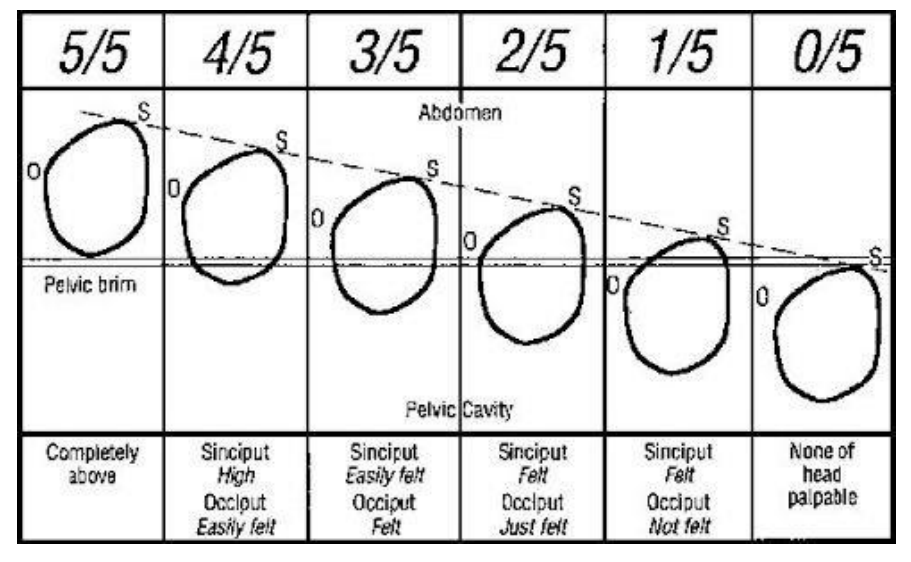 5/5 4/5 3/5 2/5 1/5 0/5
Abdomen
S S S S S S
O O O O O O
Pelvic brim
Pelvic Cavity
Completely
above
Sinciput
High
Occiput
Easily felt
Sinciput
Easily felt
Occiput
Felt
Sinciput
Felt
Occiput
Just felt
Sinciput
Felt
Occiput
Not felt
None of
head
palpable